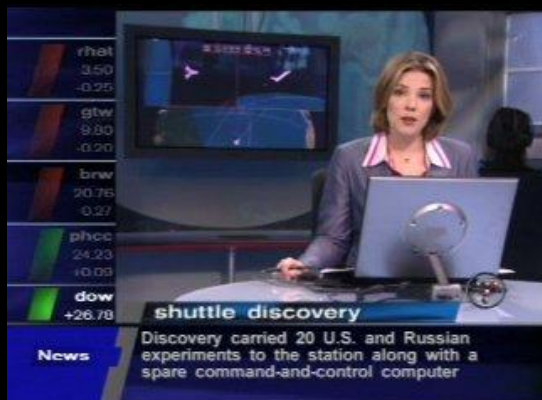 rhat
3.50
-0.25
gtw
9.80
-0.20
brw
20.76
0.27
phcc
24.23
+0.09
dow
+26.78
shuttle discovery
News
Discovery carried 20 U.S. and Russian
experiments to the station along with a
spare command-and-control computer